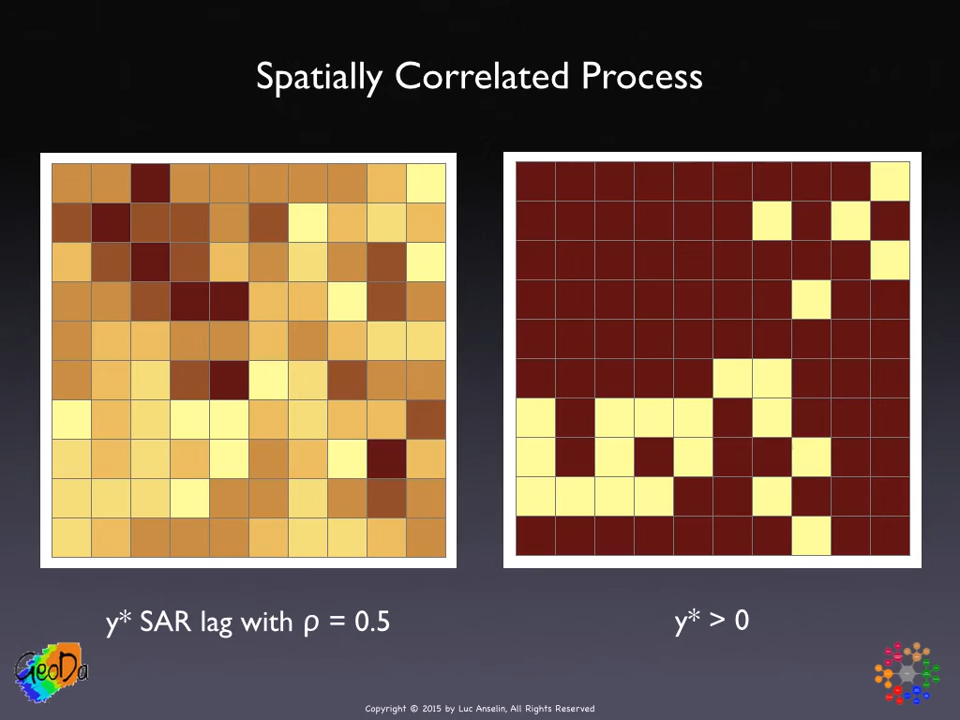 Spatially Correlated Process
y* SAR lag with ρ = 0.5
y* > 0
GeoDa
Copyright © 2015 by Luc Anselin, All Rights Reserved